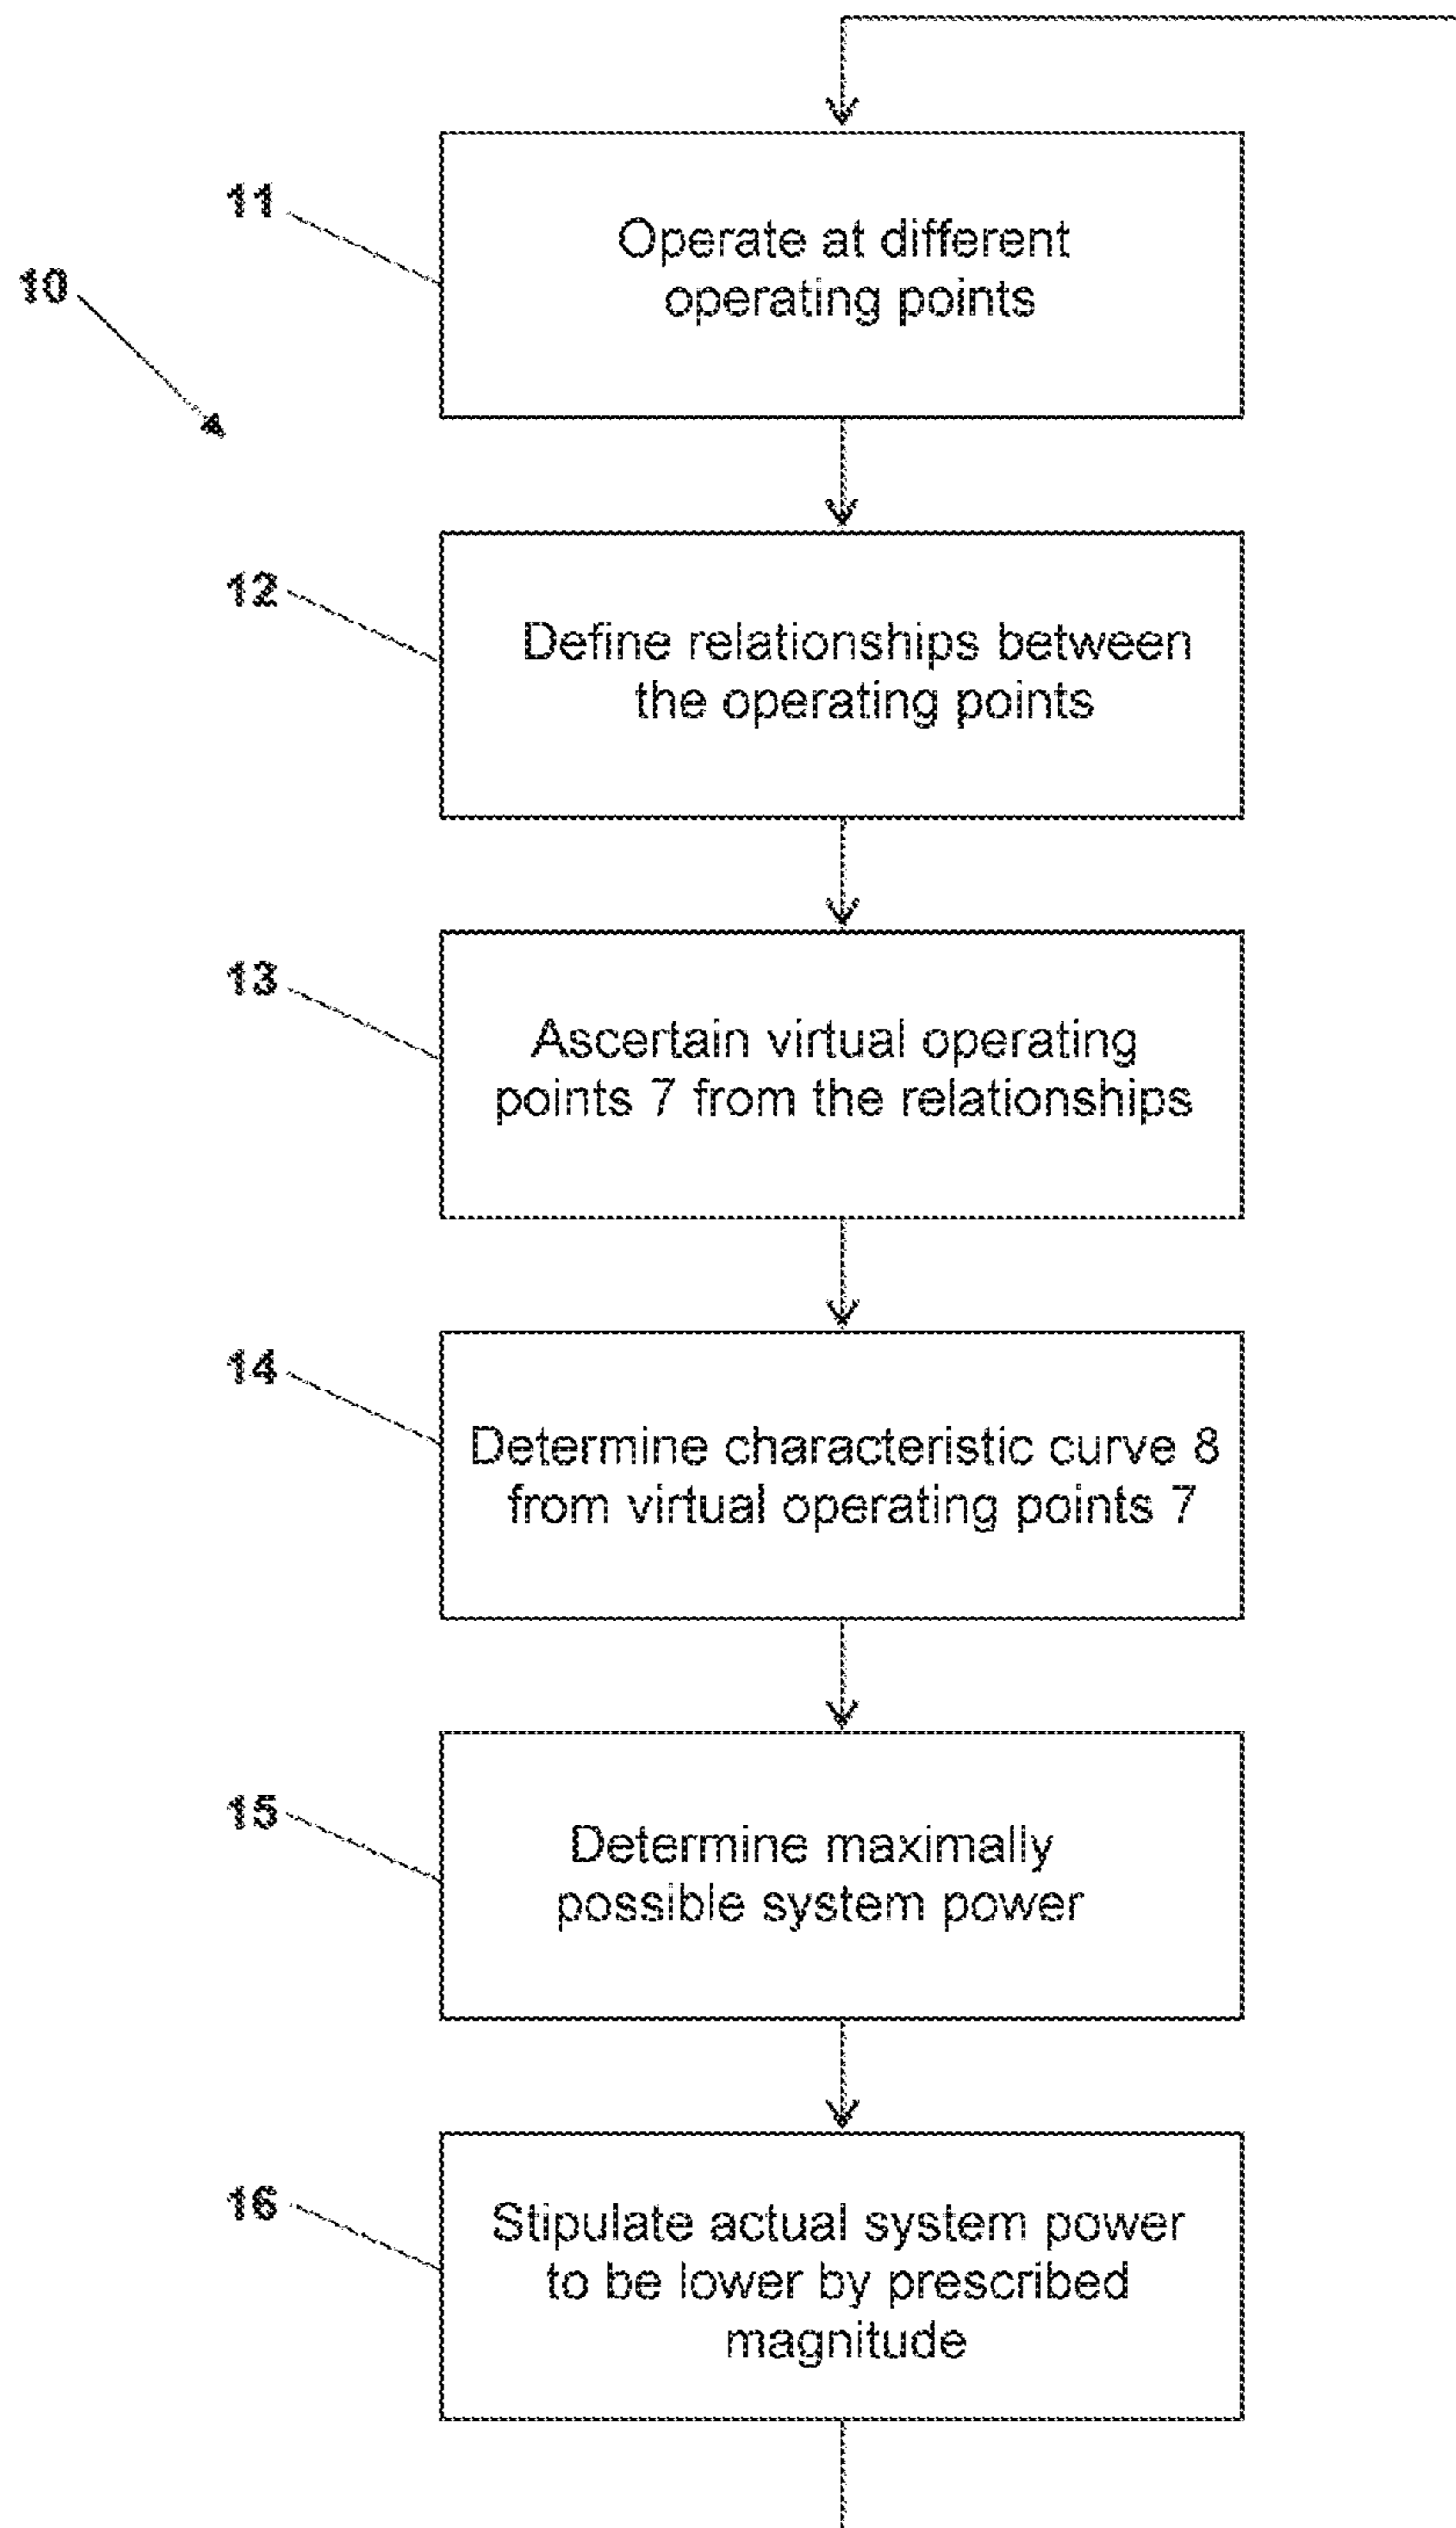 11
Operate at different
operating points
10
12
Define relationships between
the operating points
13
Ascertain virtual operating
points 7 from the relationships
14
Determine characteristic curve 8
from virtual operating points 7
15
Determine maximally
possible system power
16
Stipulate actual system power
to be lower by prescribed
magnitude